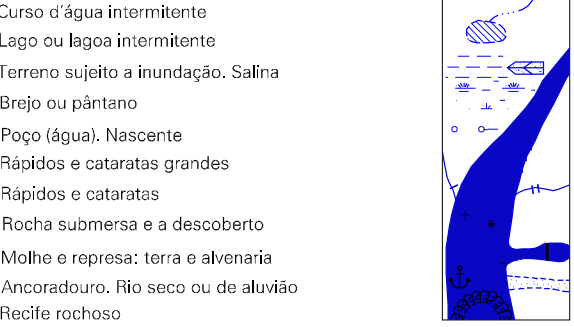 Curso d'água intermitente
Lago ou lagoa intermitente
Terreno sujeito a inundação. Salina
Brejo ou pântano
Poço (água). Nascente
Rápidos e cataratas grandes
Rápidos e cataratas
Rocha submersa e a descoberto
Molhe e represa: terra e alvenaria
Ancoradouro. Rio seco ou de aluvião
Recife rochoso